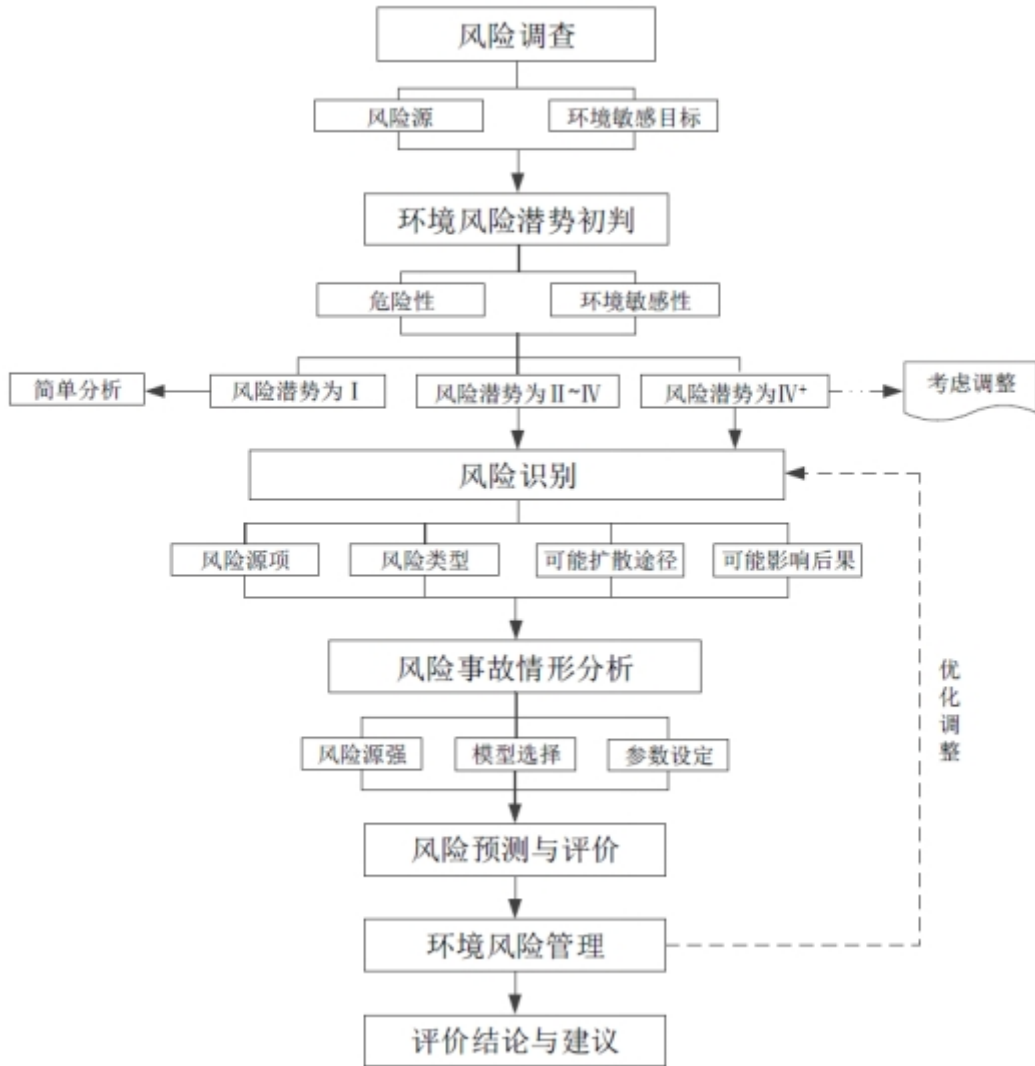 风险调查
风险源
环境敏感目标
环境风险潜势初判
危险性
环境敏感性
简单分析
风险潜势为Ⅰ
风险潜势为Ⅱ~Ⅳ
风险潜势为Ⅳ+
考虑调整
风险识别
风险源项
风险类型
可能扩散途径
可能影响后果
风险事故情形分析
优化调整
风险源强
模型选择
参数设定
风险预测与评价
环境风险管理
评价结论与建议